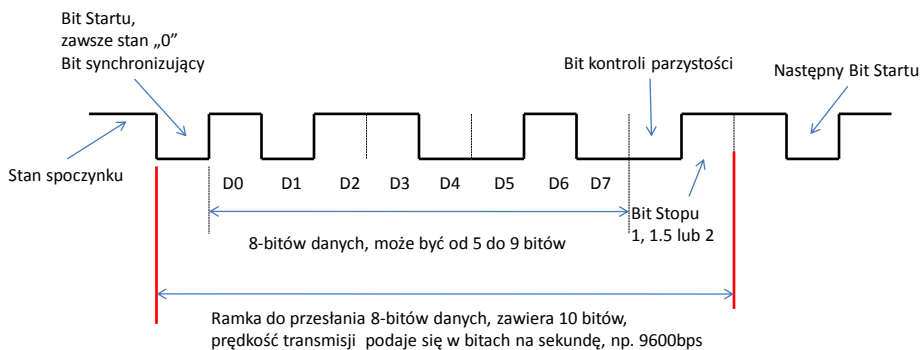 Bit Startu,
zawsze stan „0”
Bit synchronizujący
Bit kontroli parzystości
Następny Bit Startu
Stan spoczynku
D0 D1 D2 D3 D4 D5 D6 D7
Bit Stopu
1, 1.5 lub 2
8-bitów danych, może być od 5 do 9 bitów
Ramka do przesłania 8-bitów danych, zawiera 10 bitów,
prędkość transmisji podaje się w bitach na sekundę, np. 9600bps